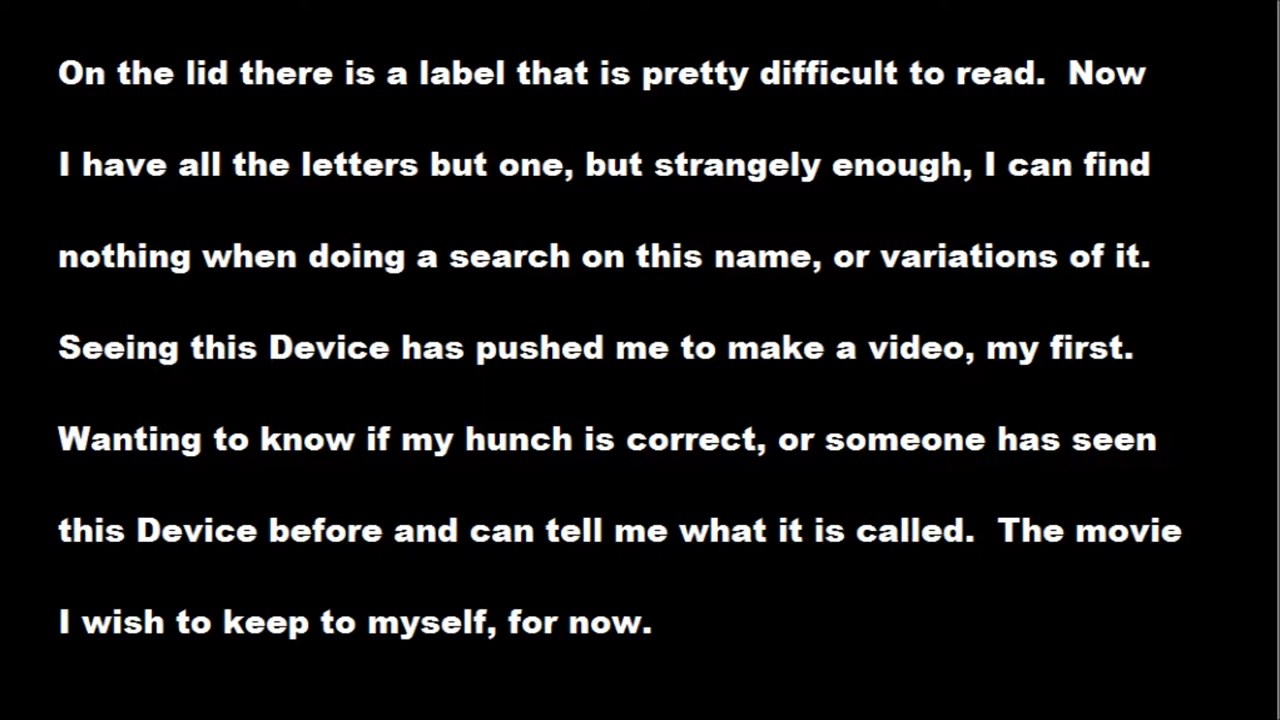 On the lid there is a label that is pretty difficult to read.  Now
I have all the letters but one, but strangely enough, I can find
nothing when doing a search on this name, or variations of it.
Seeing this Device has pushed me to make a video, my first.
Wanting to know if my hunch is correct, or someone has seen
this Device before and can tell me what it is called.  The movie
I wish to keep to myself, for now.